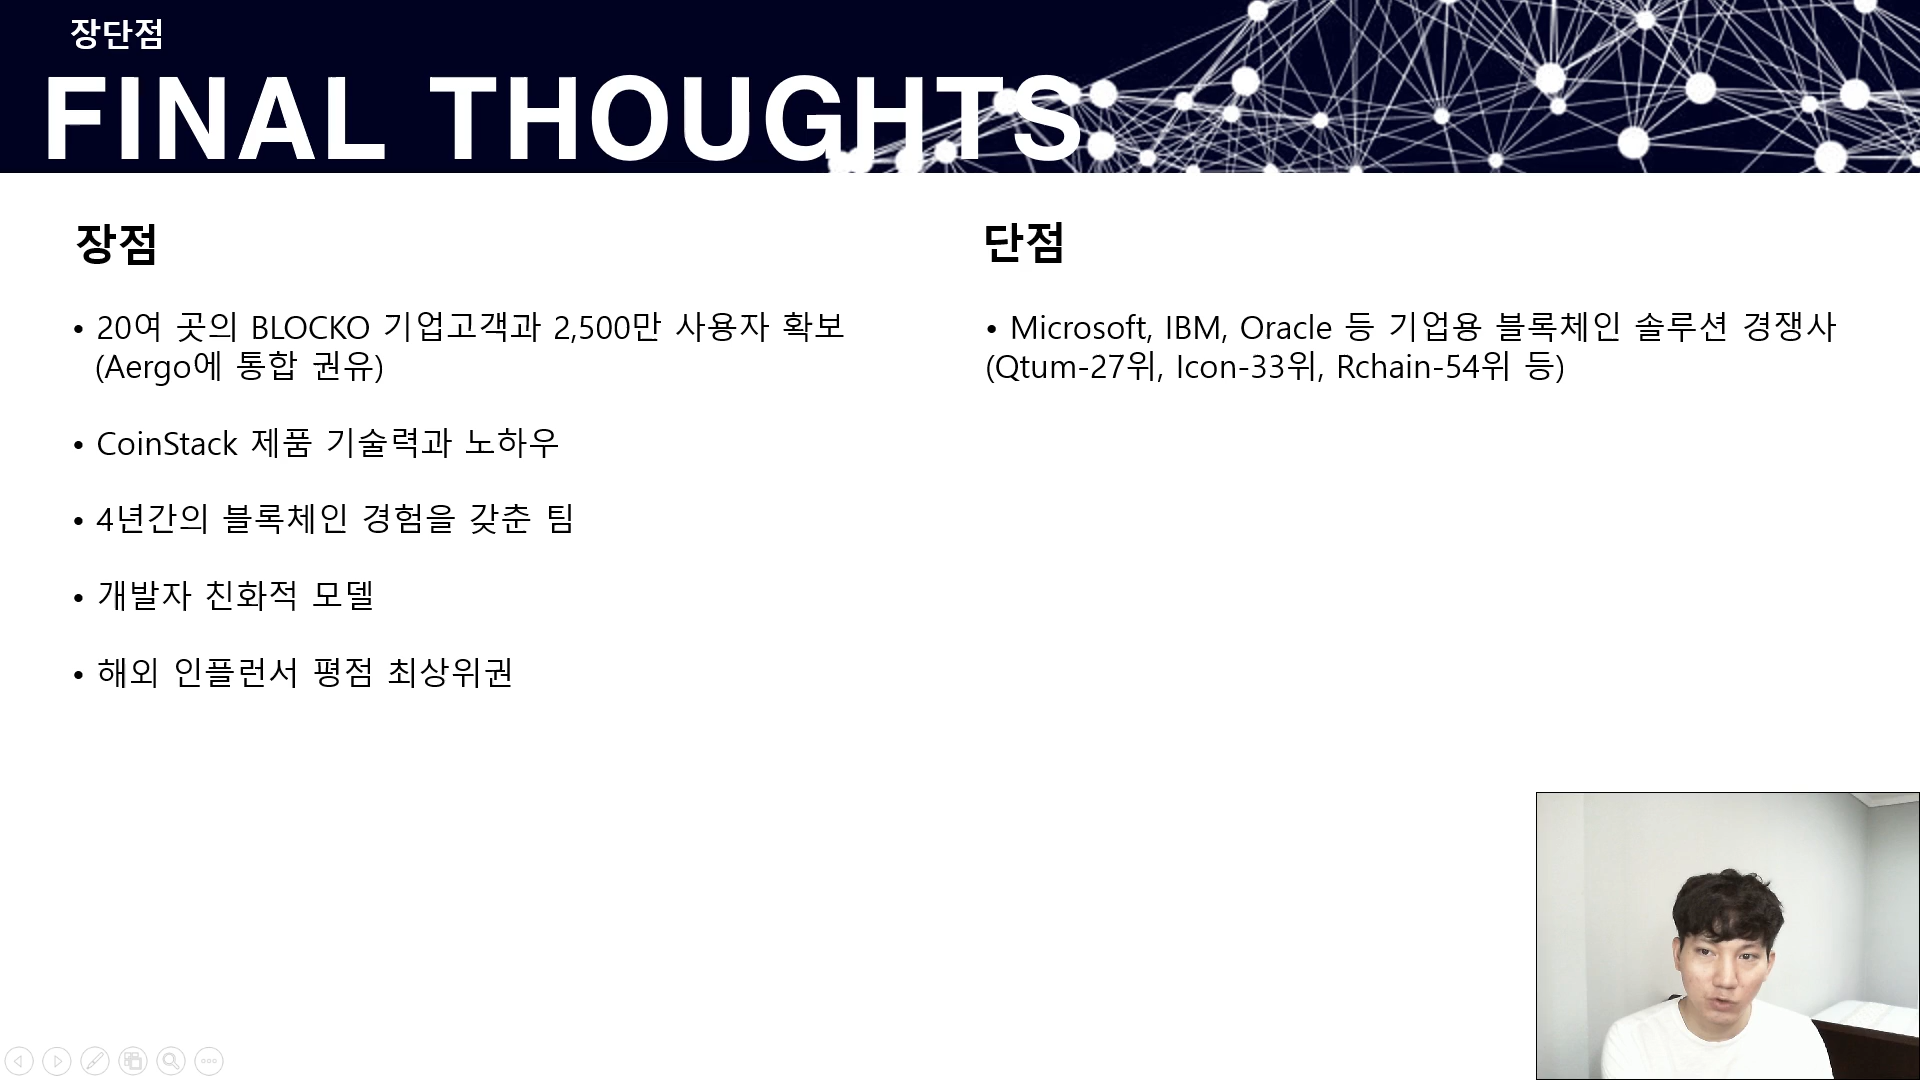 장단점
FINAL THOUGHTS
장점
• 20여 곳의 BLOCKO 기업고객과 2,500만 사용자 확보
(Aergo에 통합 권유)
• CoinStack 제품 기술력과 노하우
• 4년간의 블록체인 경험을 갖춘 팀
• 개발자 친화적 모델
• 해외 인플런서 평점 최상위권
단점
• Microsoft, IBM, Oracle 등 기업용 블록체인 솔루션 경쟁사
(Qtum-27위, Icon-33위, Rchain-54위 등)